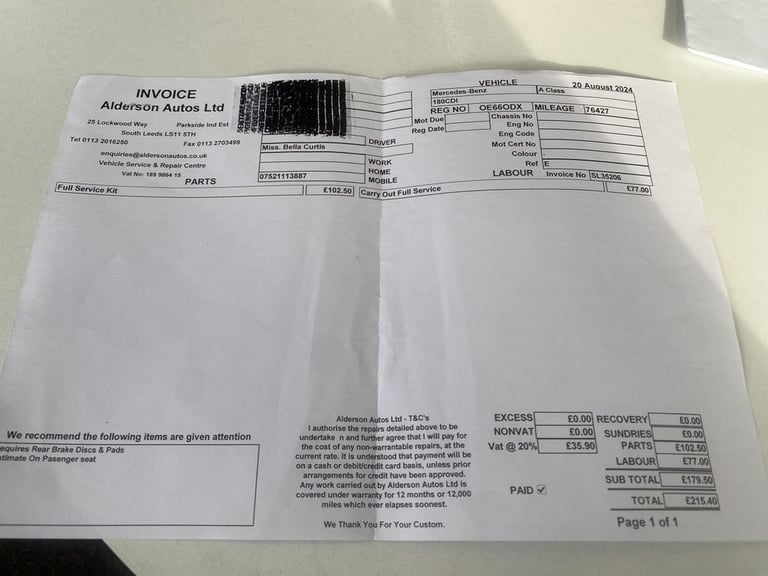 INVOICE
Alderson Autos Ltd
25 Lockwood Way Parkside Ind Est
South Leeds LS11 5TH
Tel 0113 2016250 Fax 0113 2703499
enquiries@aldersonautos.co.uk
Vehicle Service & Repair Centre
Vat No: 189 9864 15
Miss. Bella Curtis
07521113887
DRIVER
WORK
HOME
MOBILE
VEHICLE 20 August 2024
Mercedes-Benz A Class
180CDI
REG NO OE66ODX MILEAGE 76427
Mot Due Chassis No
Reg Date Eng No
Eng Code
Mot Cert No
Colour
Ref E
PARTS LABOUR Invoice No SL35206
Full Service Kit £102.50 Carry Out Full Service £77.00
We recommend the following items are given attention
equires Rear Brake Discs & Pads
stimate On Pasenger seat
Alderson Autos Ltd - T&C's
I authorise the repairs detailed above to be
undertake n and further agree that I will pay for
the cost of any non-warrantable repairs, at the
current rate. It is understood that payment will be
on a cash or debit/credit card basis, unless prior
arrangements for credit have been approved.
Any work carried out by Alderson Autos Ltd is
covered under warranty for 12 months or 12,000
miles which ever elapses soonest.
We Thank You For Your Custom.
EXCESS £0.00 RECOVERY £0.00
NONVAT £0.00 SUNDRIES £0.00
Vat @ 20% £35.90 PARTS £102.50
LABOUR £77.00
PAID SUB TOTAL £179.50
TOTAL £215.40
Page 1 of 1